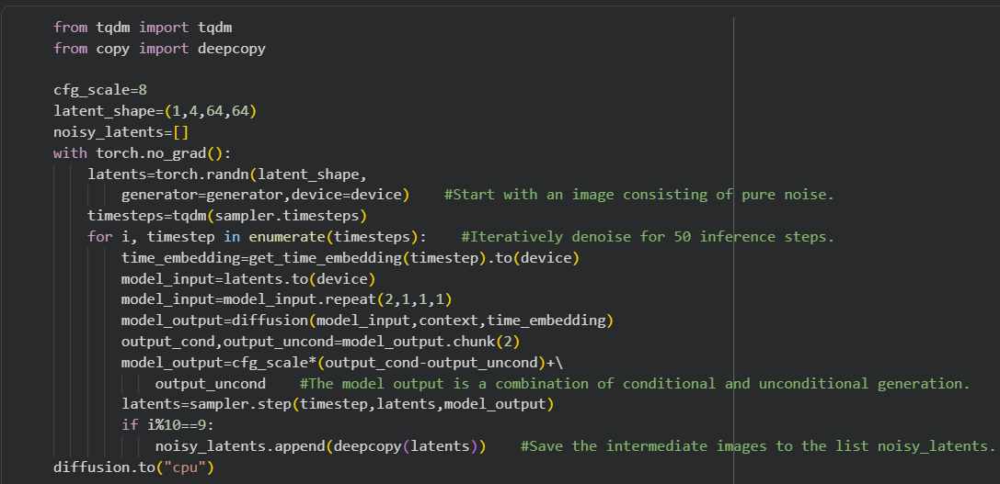 from tqdm import tqdm
from copy import deepcopy

cfg_scale=8
latent_shape=(1,4,64,64)
noisy_latents=[]
with torch.no_grad():
    latents=torch.randn(latent_shape,
        generator=generator,device=device)    #Start with an image consisting of pure noise.
    timesteps=tqdm(sampler.timesteps)
    for i, timestep in enumerate(timesteps):    #Iteratively denoise for 50 inference steps.
        time_embedding=get_time_embedding(timestep).to(device)
        model_input=latents.to(device)
        model_input=model_input.repeat(2,1,1,1)
        model_output=diffusion(model_input,context,time_embedding)
        output_cond,output_uncond=model_output.chunk(2)
        model_output=cfg_scale*(output_cond-output_uncond)+\
            output_uncond    #The model output is a combination of conditional and unconditional generation.
        latents=sampler.step(timestep,latents,model_output)
        if i%10==9:
            noisy_latents.append(deepcopy(latents))    #Save the intermediate images to the list noisy_latents.
diffusion.to("cpu")